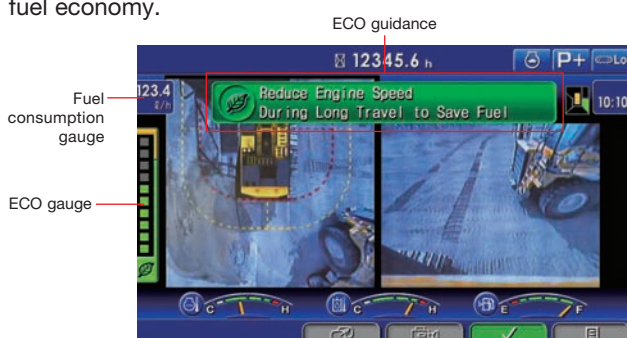 fuel economy.
ECO guidance
12345.6 h
P+
Lo
Fuel
consumption
gauge
123.4
ℓ/h
Reduce Engine Speed
During Long Travel to Save Fuel
10:10
ECO gauge
C H
C H
E F